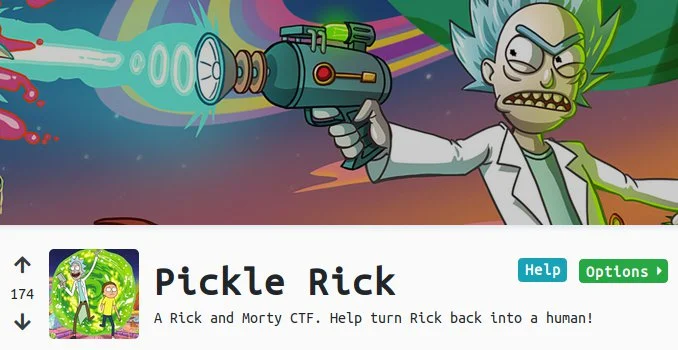 174
Pickle Rick
Help
Options
A Rick and Morty CTF. Help turn Rick back into a human!